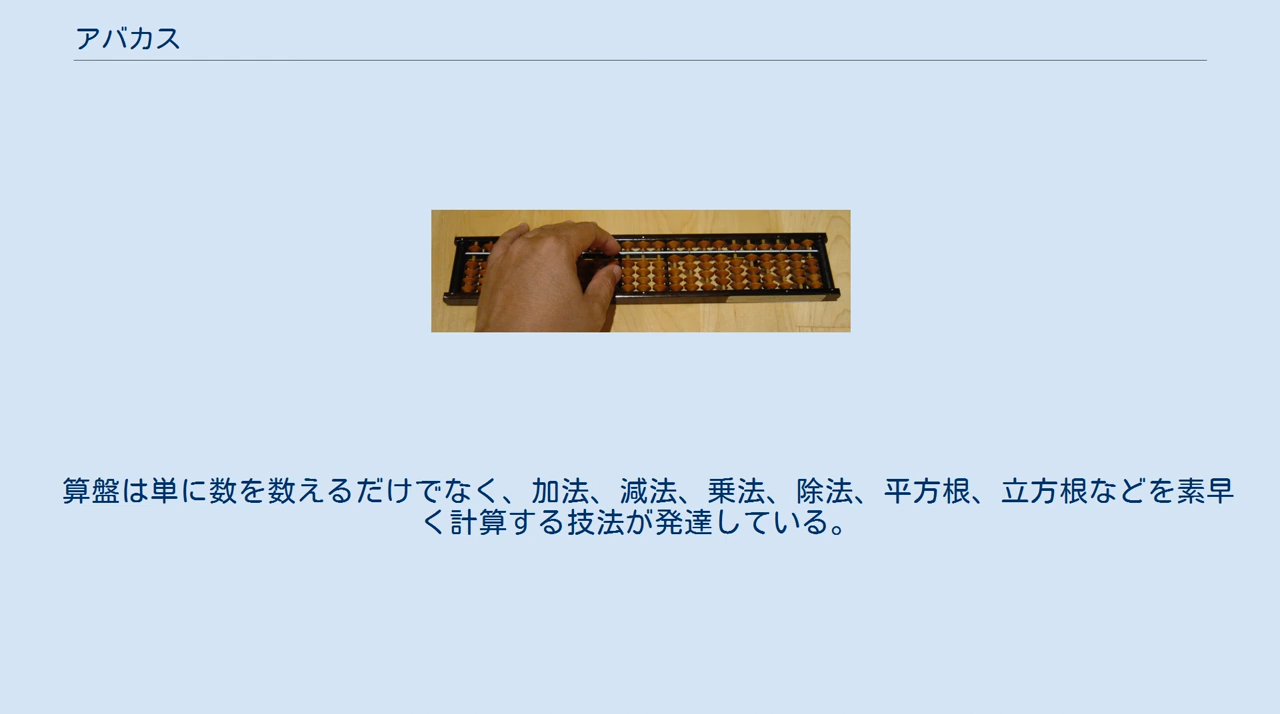 アバカス
算盤は単に数を数えるだけでなく、加法、減法、乗法、除法、平方根、立方根などを素早
く計算する技法が発達している。